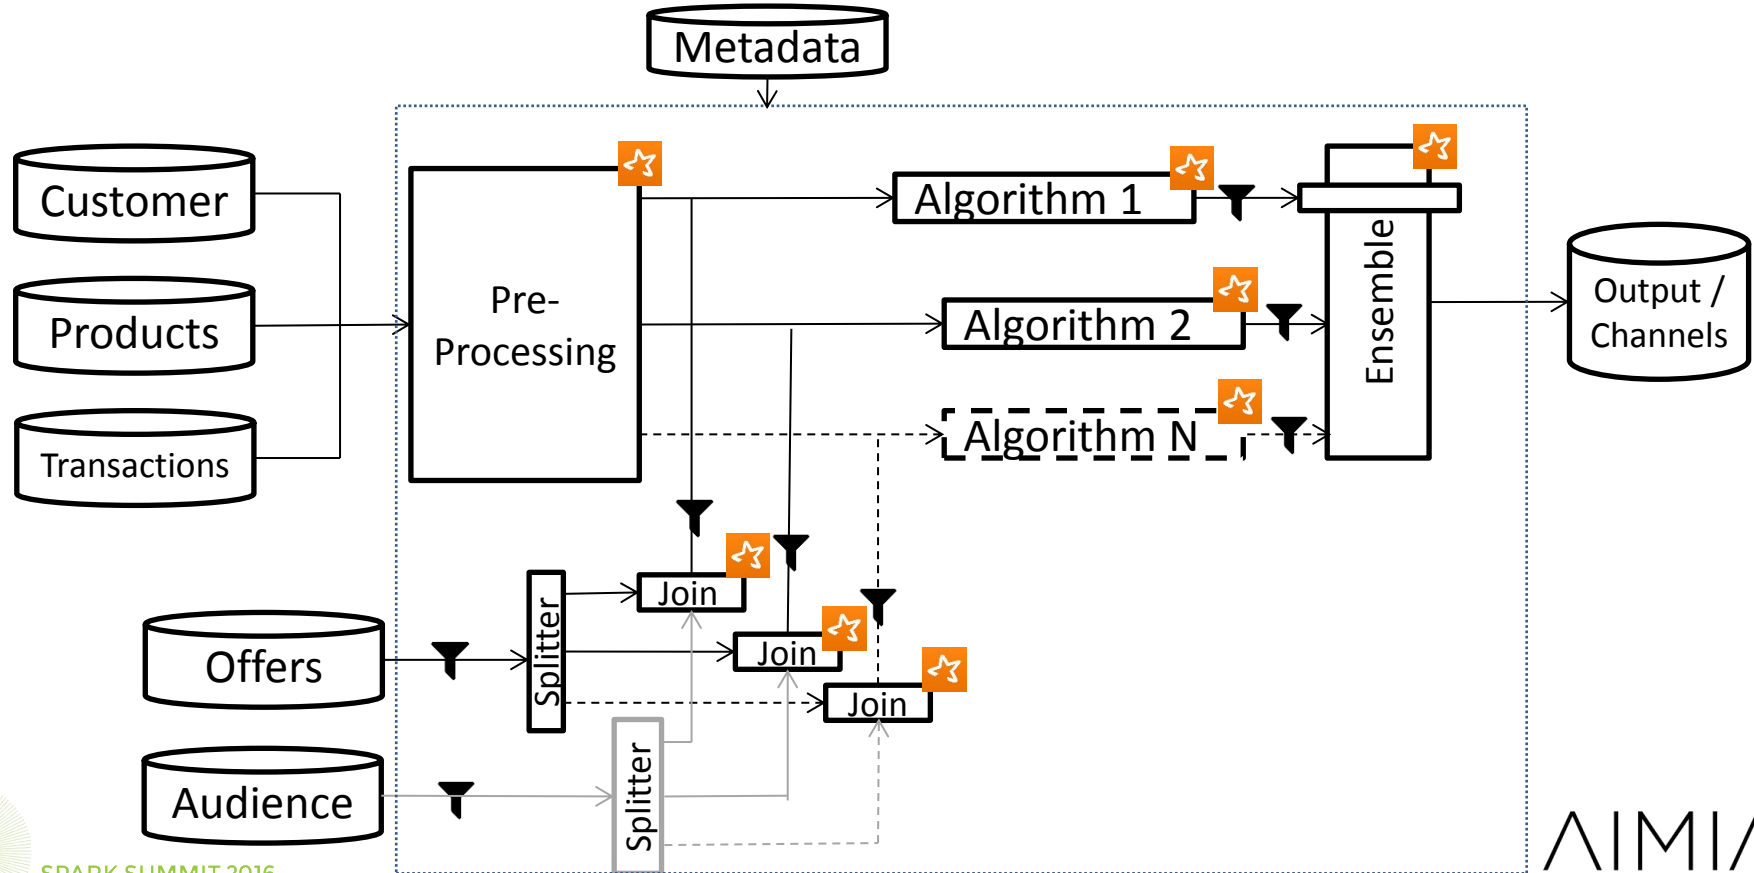 Metadata
Customer
Products
Transactions
Pre-
Processing
Algorithm 1
Algorithm 2
Algorithm N
Ensemble
Output /
Channels
Join
Join
Join
Splitter
Offers
Splitter
Audience
SPARK SUMMIT 2016
AIMIA